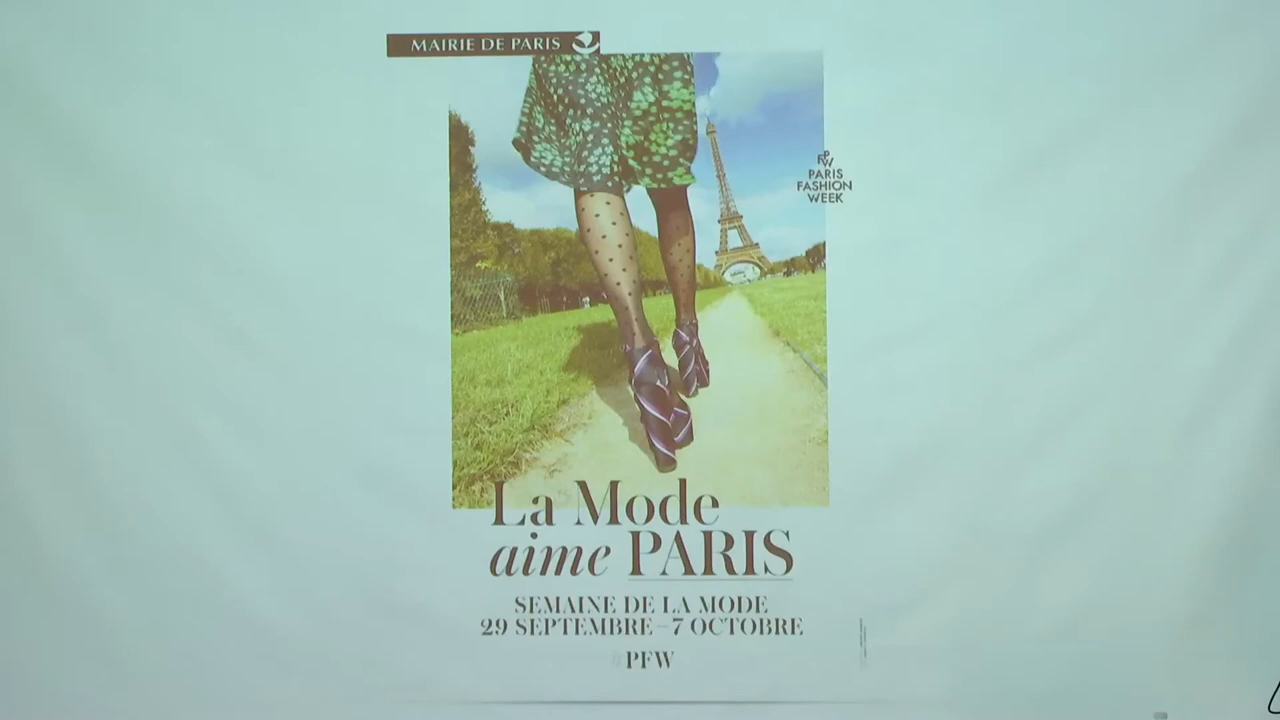 MAIRIE DE PARIS
PARIS
FASHION
WEEK
La Mode
aime PARIS
SEMAINE DE LA MODE
29 SEPTEMBRE – 7 OCTOBRE
#PFW